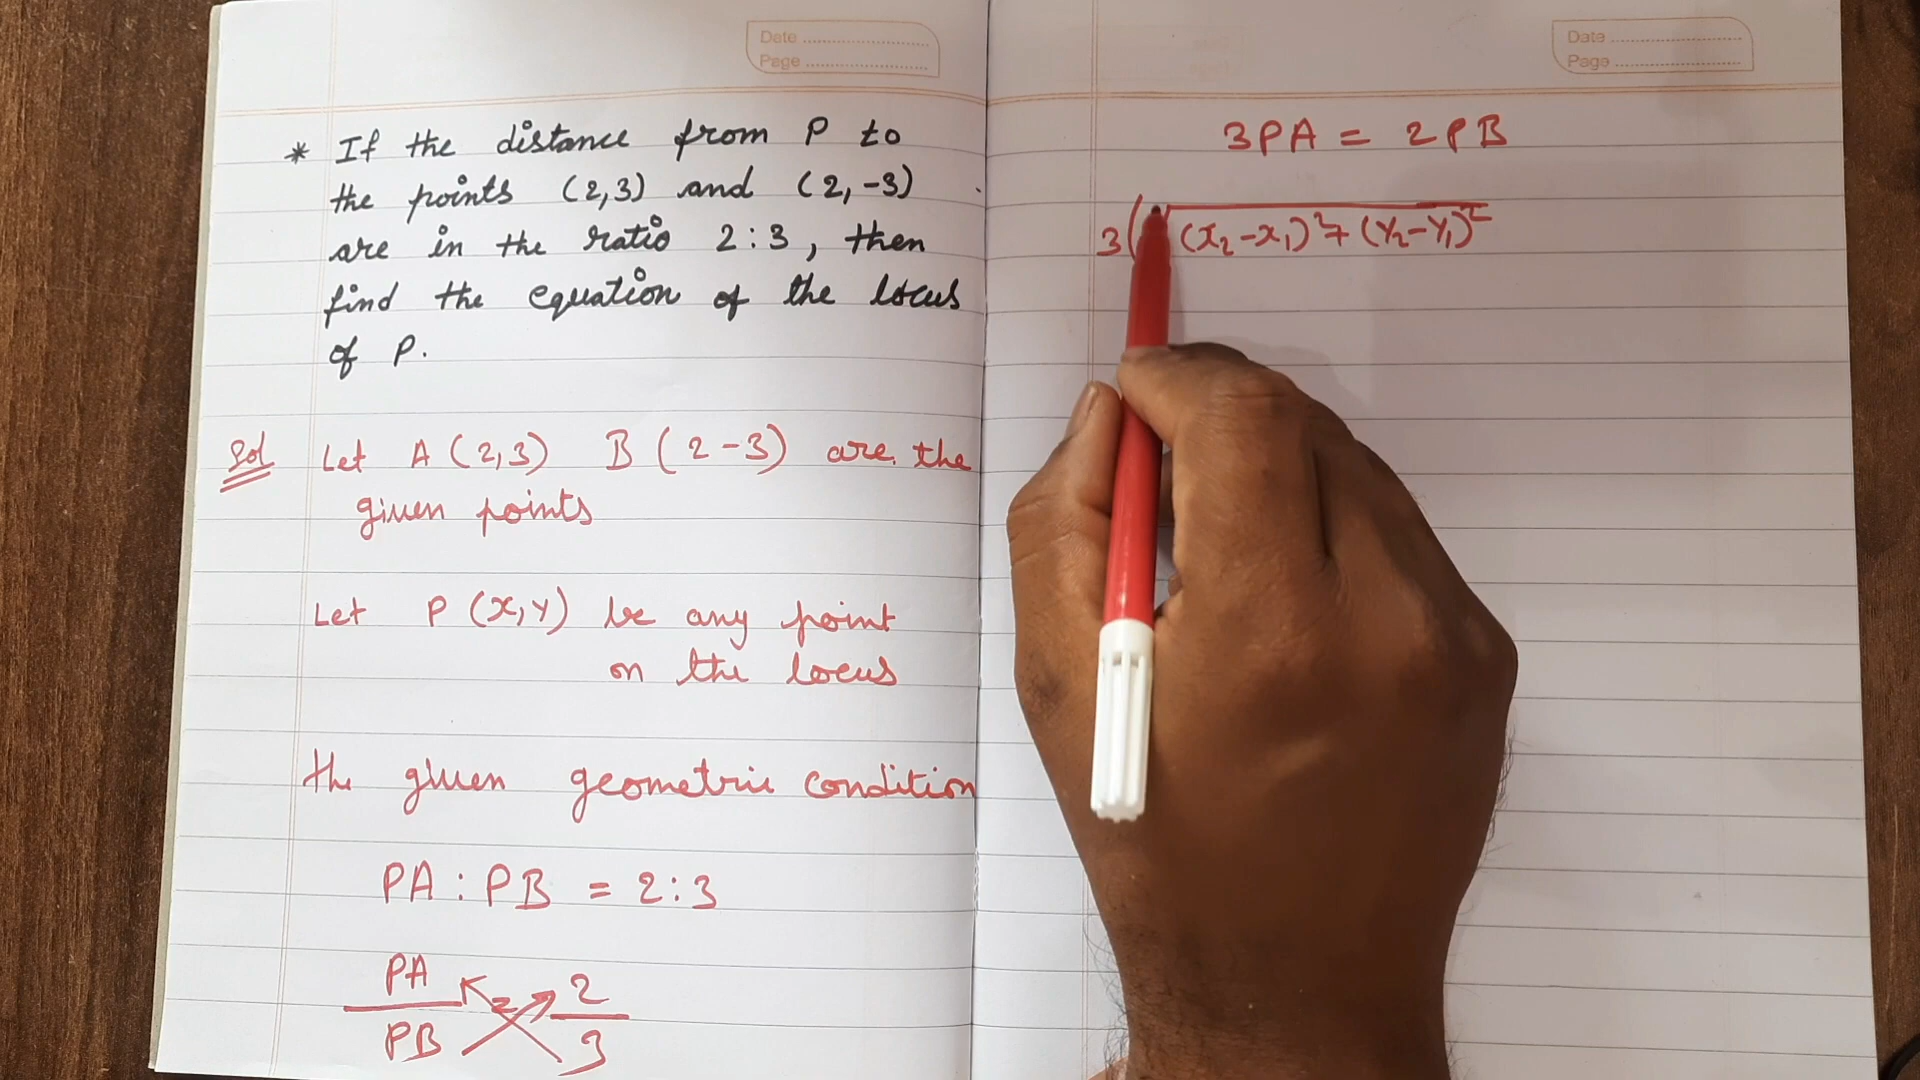 Date ........................
Page ........................
* If the distance from P to
the points (2,3) and (2,-3)
are in the ratio 2:3, then
find the equation of the locus
of P.
Sol Let A(2,3) B(2-3) are. the
given points
Let P(x,y) be any point
on the locus
the given geometric condition
PA : PB = 2:3
PA = 2
PB 3
Date ........................
Page ........................
3PA = 2PB
3(√(x₂-x₁)²+(y₂-y₁)²